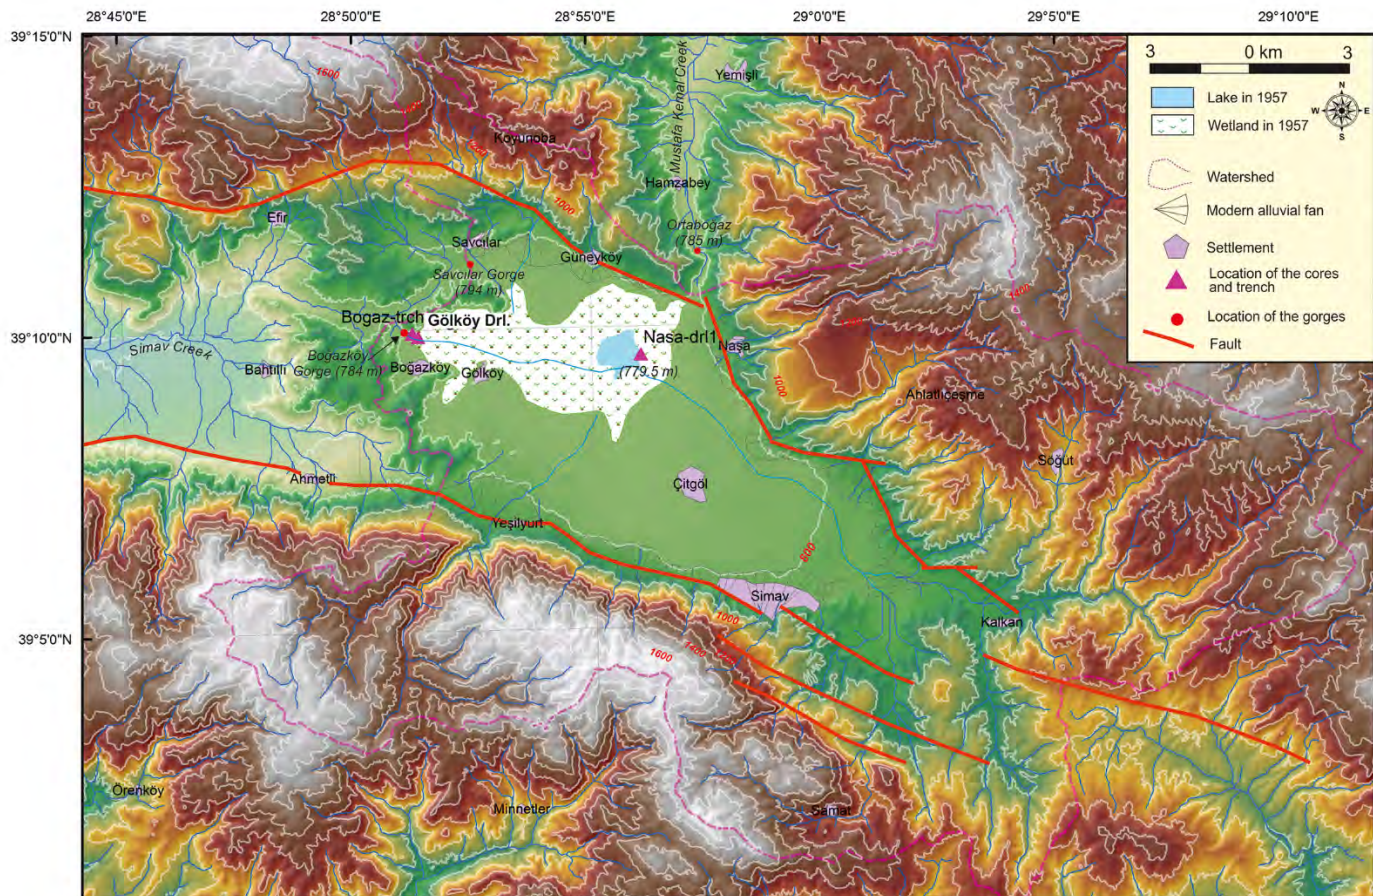 28°45'0"E
28°50'0"E
28°55'0"E
29°0'0"E
29°5'0"E
29°10'0"E
39°15'0"N
39°10'0"N
39°5'0"N
3 0 km 3
N
W E
S
Lake in 1957
Wetland in 1957
Watershed
Modern alluvial fan
Settlement
Location of the cores
and trench
Location of the gorges
Fault
1600
Yemişli
Mustafa Kemal Creek
Koyunoba
Hamzabey
1000
Efir
Ortaboğaz
(785 m)
Savcılar
Güneyköy
Savcılar Gorge
(794 m)
1400
Bogaz-trch
Gölköy Drl.
Nasa-drl1
Naşa
Simav Creek
Boğazköy
Gorge (784 m)
Bahtıllı
Boğazköy
Gölköy
(779.5 m)
1000
Ahlatlıçeşme
Söğüt
Ahmetli
Çitgöl
Yeşilyurt
800
Simav
1000
Kalkan
1400
1600
Örenköy
Minnetler
Samat